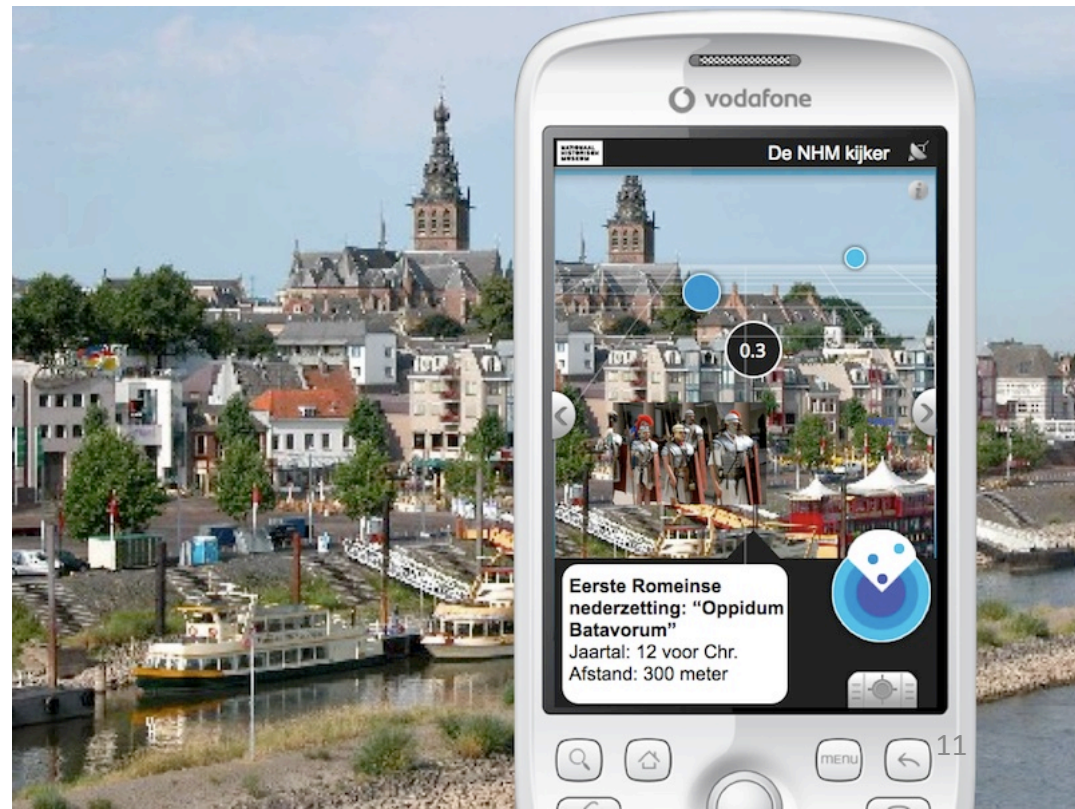 vodafone
NATIONAAL
HISTORISCH
MUSEUM
De NHM kijker
i
0.3
Eerste Romeinse
nederzetting: “Oppidum
Batavorum”
Jaartal: 12 voor Chr.
Afstand: 300 meter
MENU
11